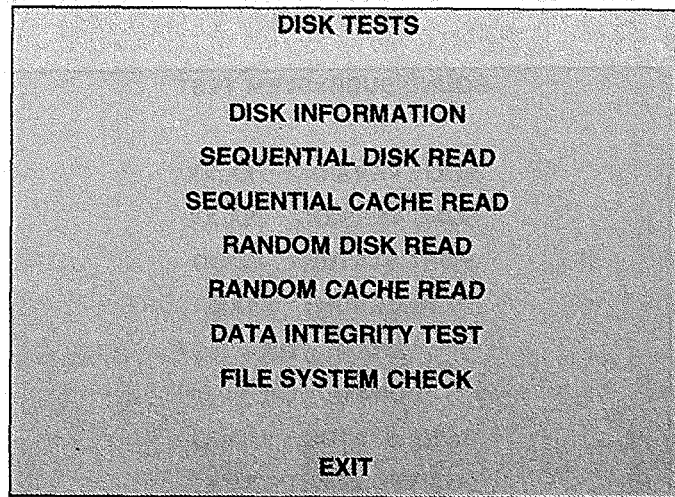 DISK TESTS
DISK INFORMATION
SEQUENTIAL DISK READ
SEQUENTIAL CACHE READ
RANDOM DISK READ
RANDOM CACHE READ
DATA INTEGRITY TEST
FILE SYSTEM CHECK
EXIT